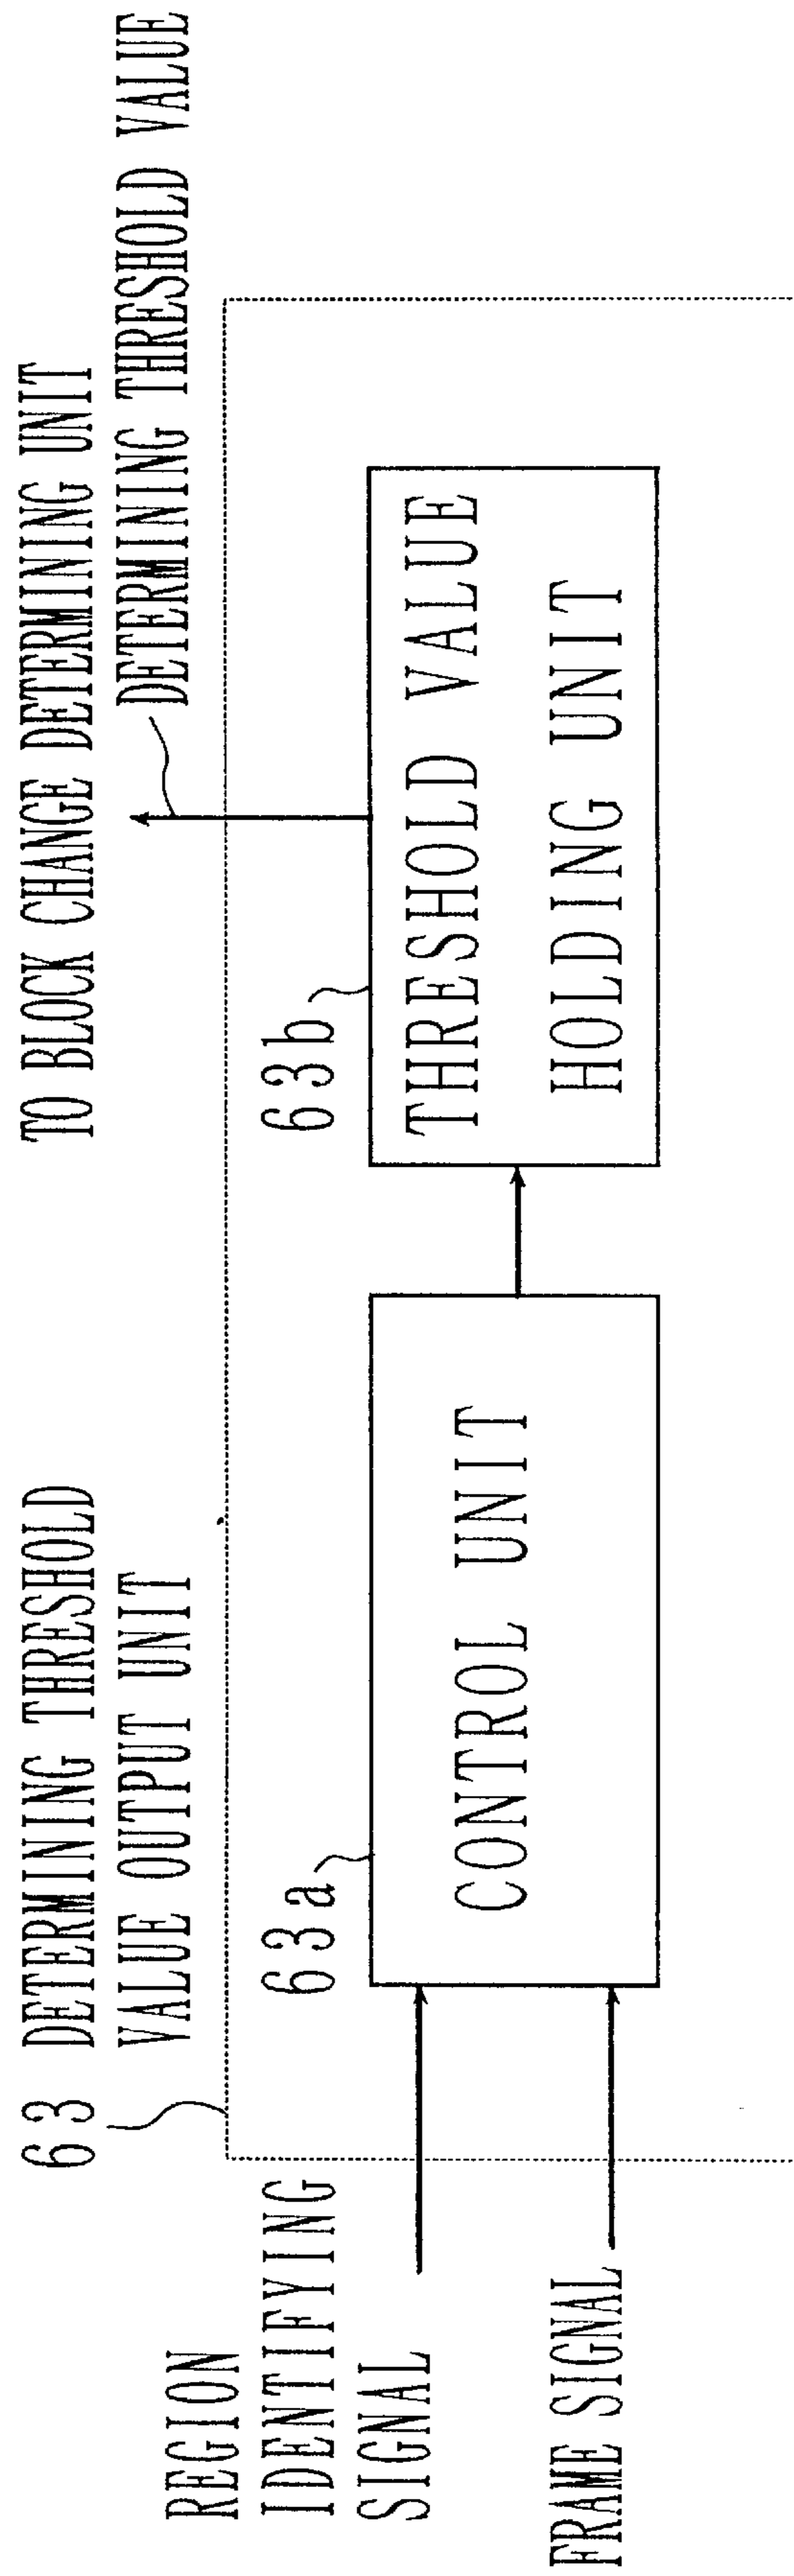 TO BLOCK CHANGE DETERMINING UNIT
DETERMINING THRESHOLD VALUE
63 DETERMINING THRESHOLD
VALUE OUTPUT UNIT
REGION
IDENTIFYING
SIGNAL
FRAME SIGNAL
63a
CONTROL UNIT
63b
THRESHOLD VALUE
HOLDING UNIT